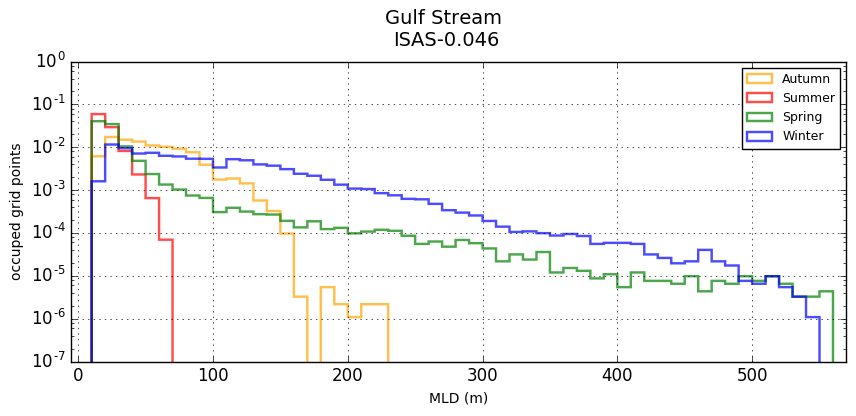 Gulf Stream
ISAS-0.046
10^0
10^-1
10^-2
10^-3
10^-4
10^-5
10^-6
10^-7
occuped grid points
Autumn
Summer
Spring
Winter
0 100 200 300 400 500
MLD (m)